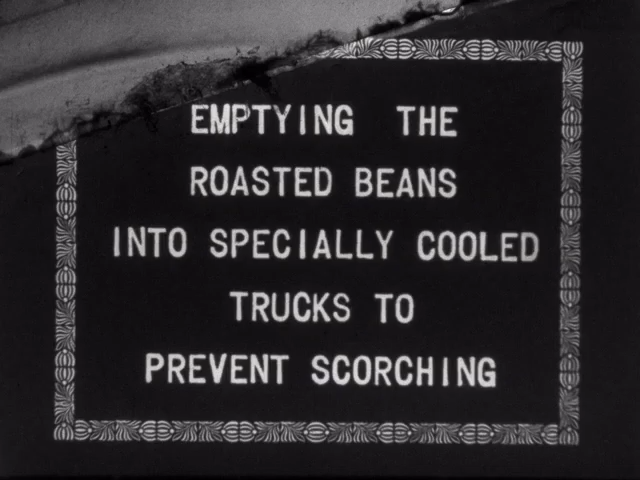 EMPTYING THE
ROASTED BEANS
INTO SPECIALLY COOLED
TRUCKS TO
PREVENT SCORCHING